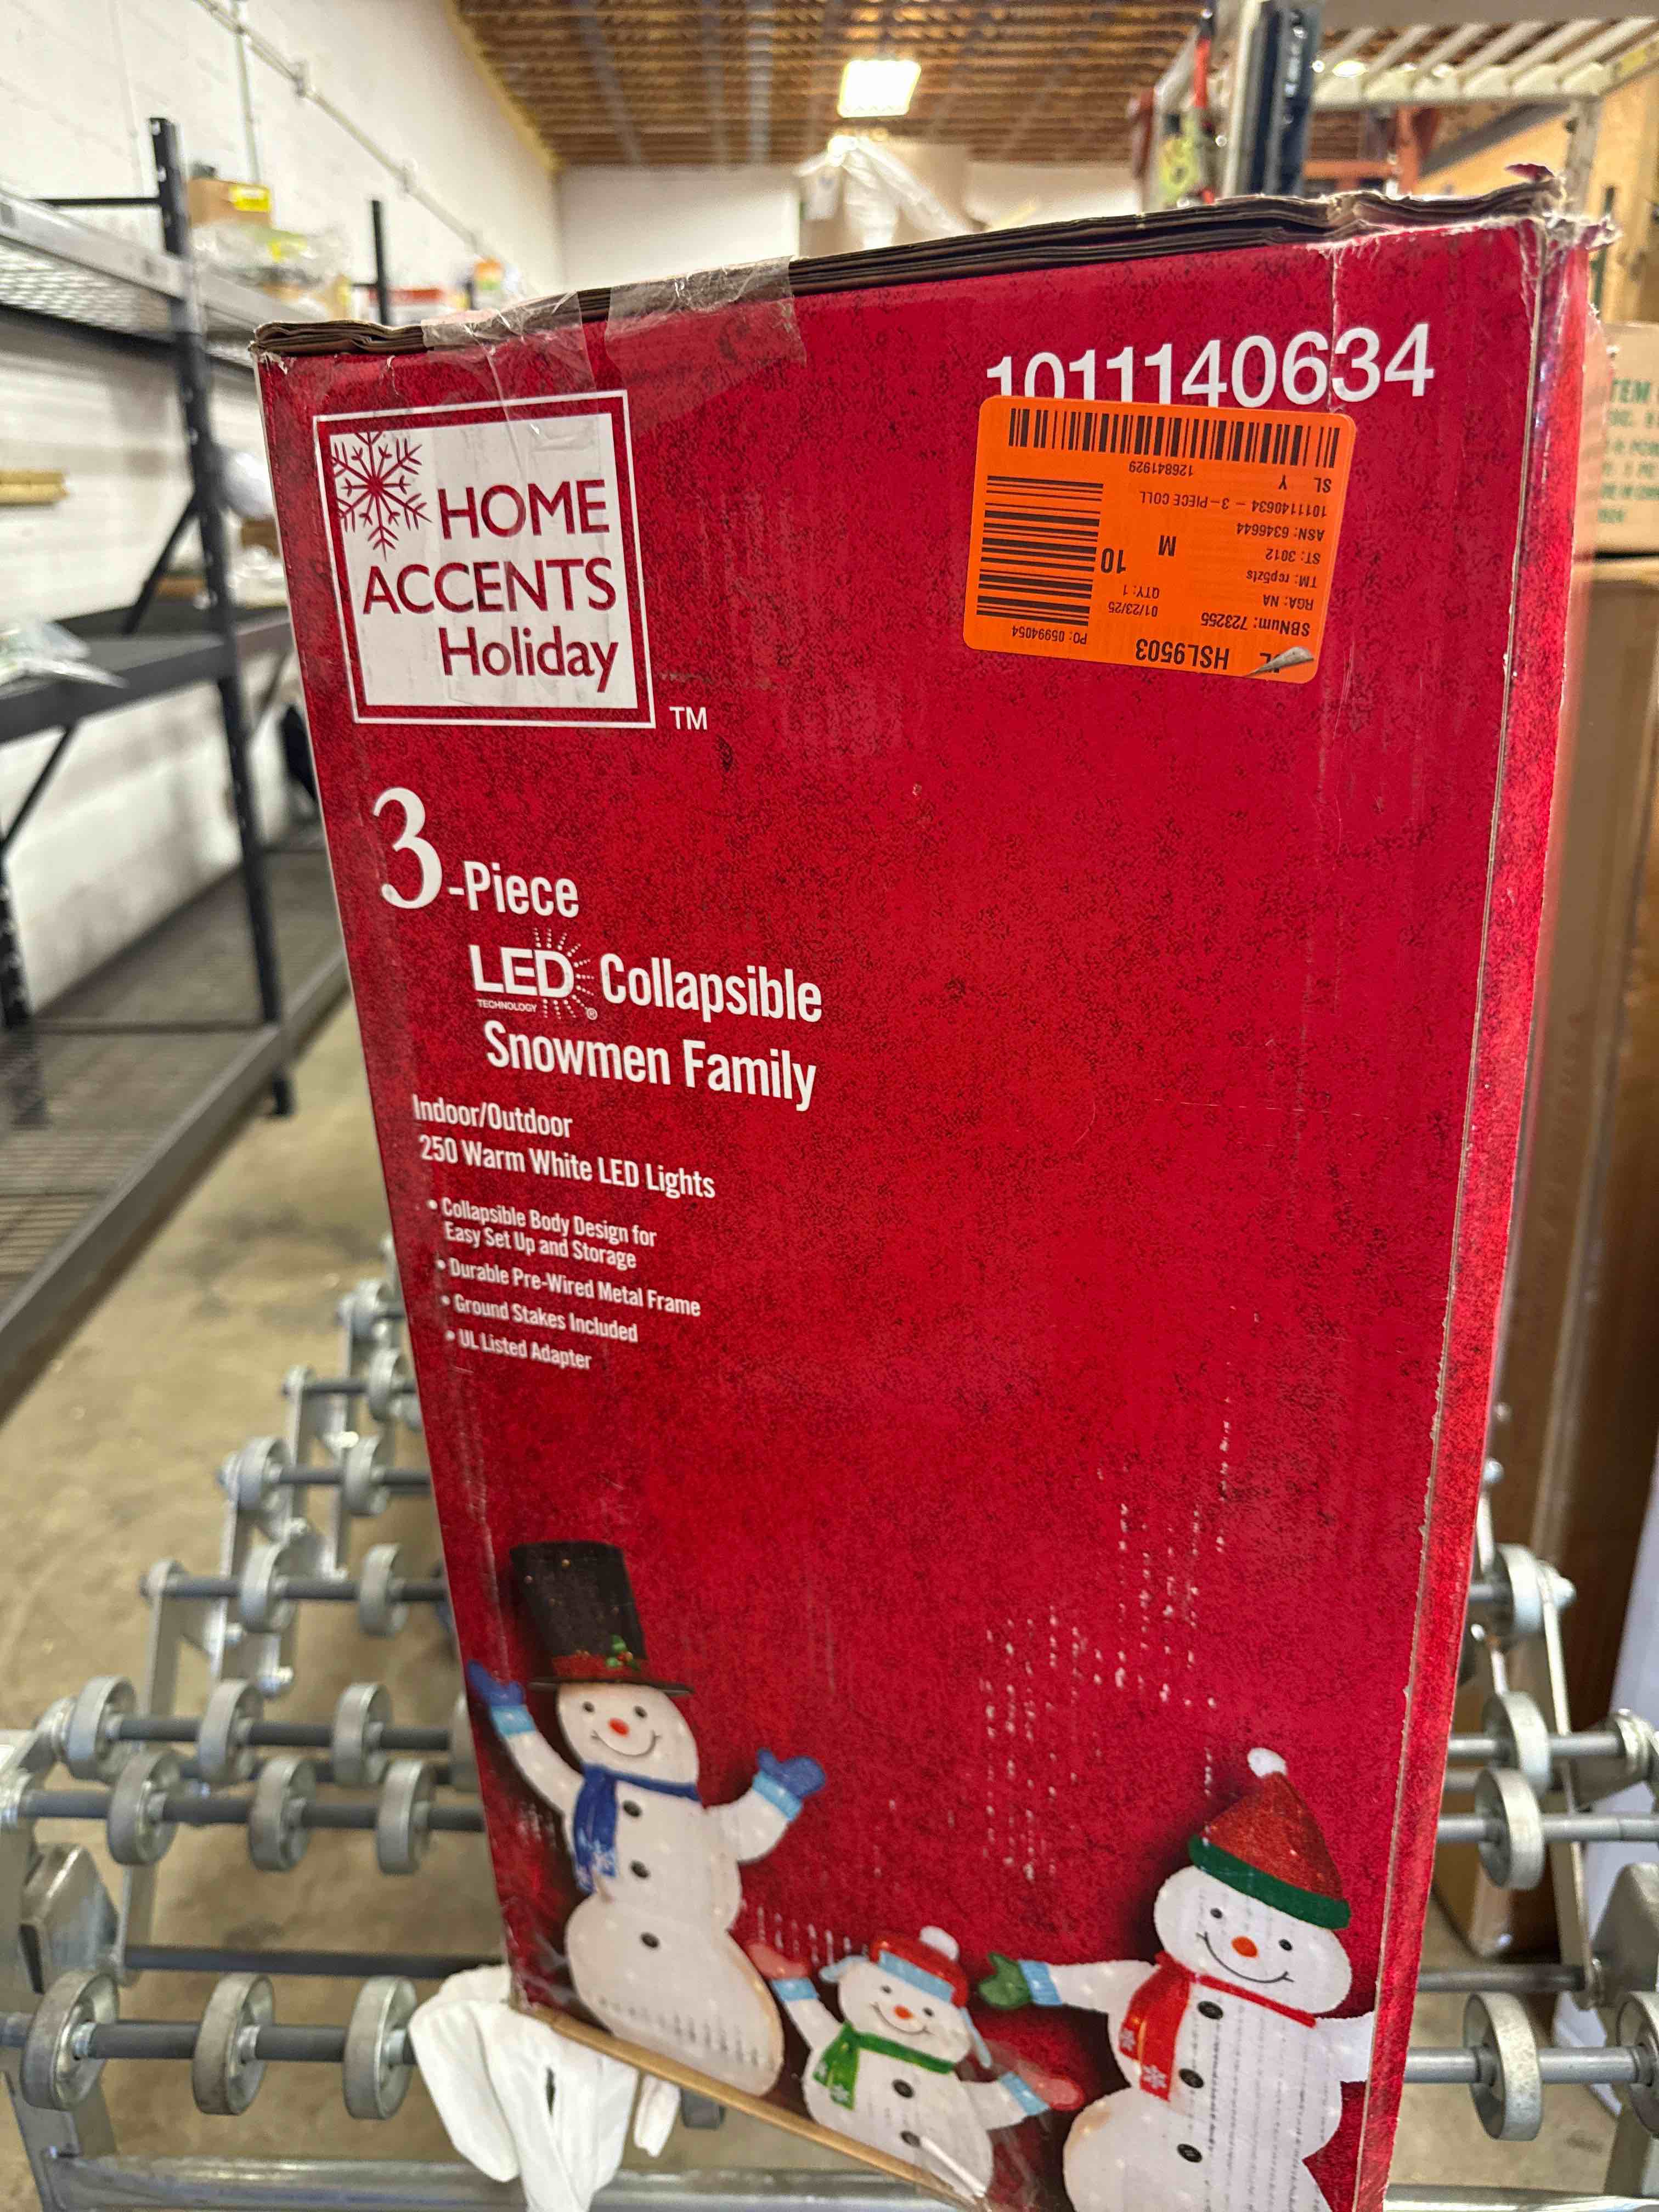 1011140634
HOME
ACCENTS
Holiday
TM
3-Piece
LED Collapsible
TECHNOLOGY ®
Snowmen Family
Indoor/Outdoor
250 Warm White LED Lights
• Collapsible Body Design for
Easy Set Up and Storage
• Durable Pre-Wired Metal Frame
• Ground Stakes Included
• UL Listed Adapter
HSL9503
PO: 05994054
SBNum: 723255
01/23/25
RGA: NA
QTY: 1
TM: rcp5zls
ST: 3012
10
M
ASN: 6346644
1011140634 - 3-PIECE COLL
SL Y
126841929
TEM